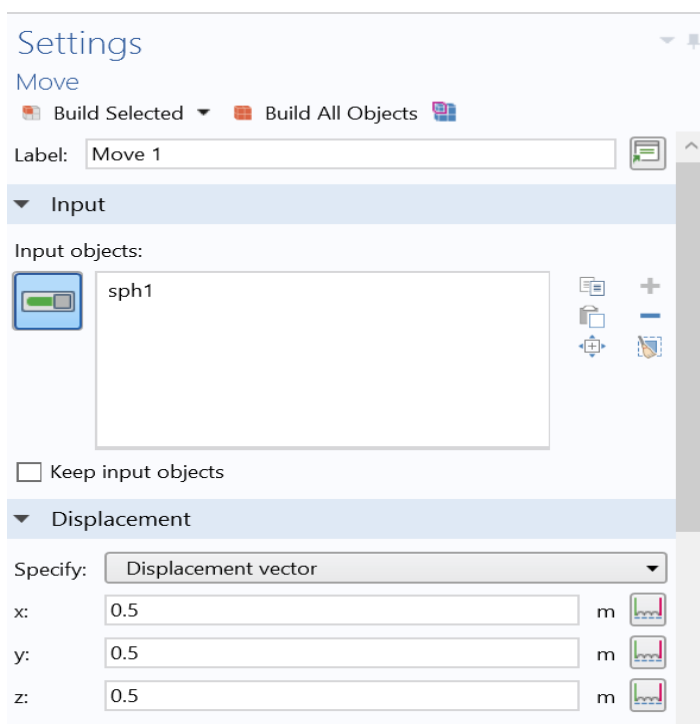 Settings
Move
Build Selected Build All Objects
Label: Move 1
Input
Input objects:
sph1
Keep input objects
Displacement
Specify: Displacement vector
x: 0.5 m
y: 0.5 m
z: 0.5 m